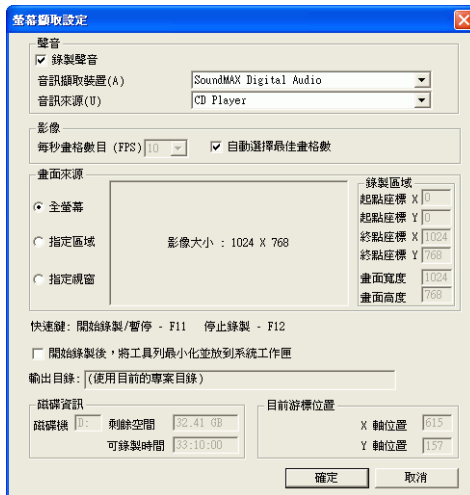 螢幕擷取設定
聲音
錄製聲音
音訊擷取裝置(A) SoundMAX Digital Audio
音訊來源(U) CD Player
影像
每秒畫格數目 (FPS) 10 自動選擇最佳畫格數
畫面來源
全螢幕
指定區域
指定視窗
影像大小 : 1024 X 768
錄製區域
起點座標 X 0
起點座標 Y 0
終點座標 X 1024
終點座標 Y 768
畫面寬度 1024
畫面高度 768
快速鍵: 開始錄製/暫停 - F11 停止錄製 - F12
開始錄製後，將工具列最小化並放到系統工作匣
輸出目錄: (使用目前的專案目錄)
磁碟資訊
磁碟機 D: 剩餘空間 32.41 GB
可錄製時間 33:10:00
目前游標位置
X 軸位置 615
Y 軸位置 157
確定 取消